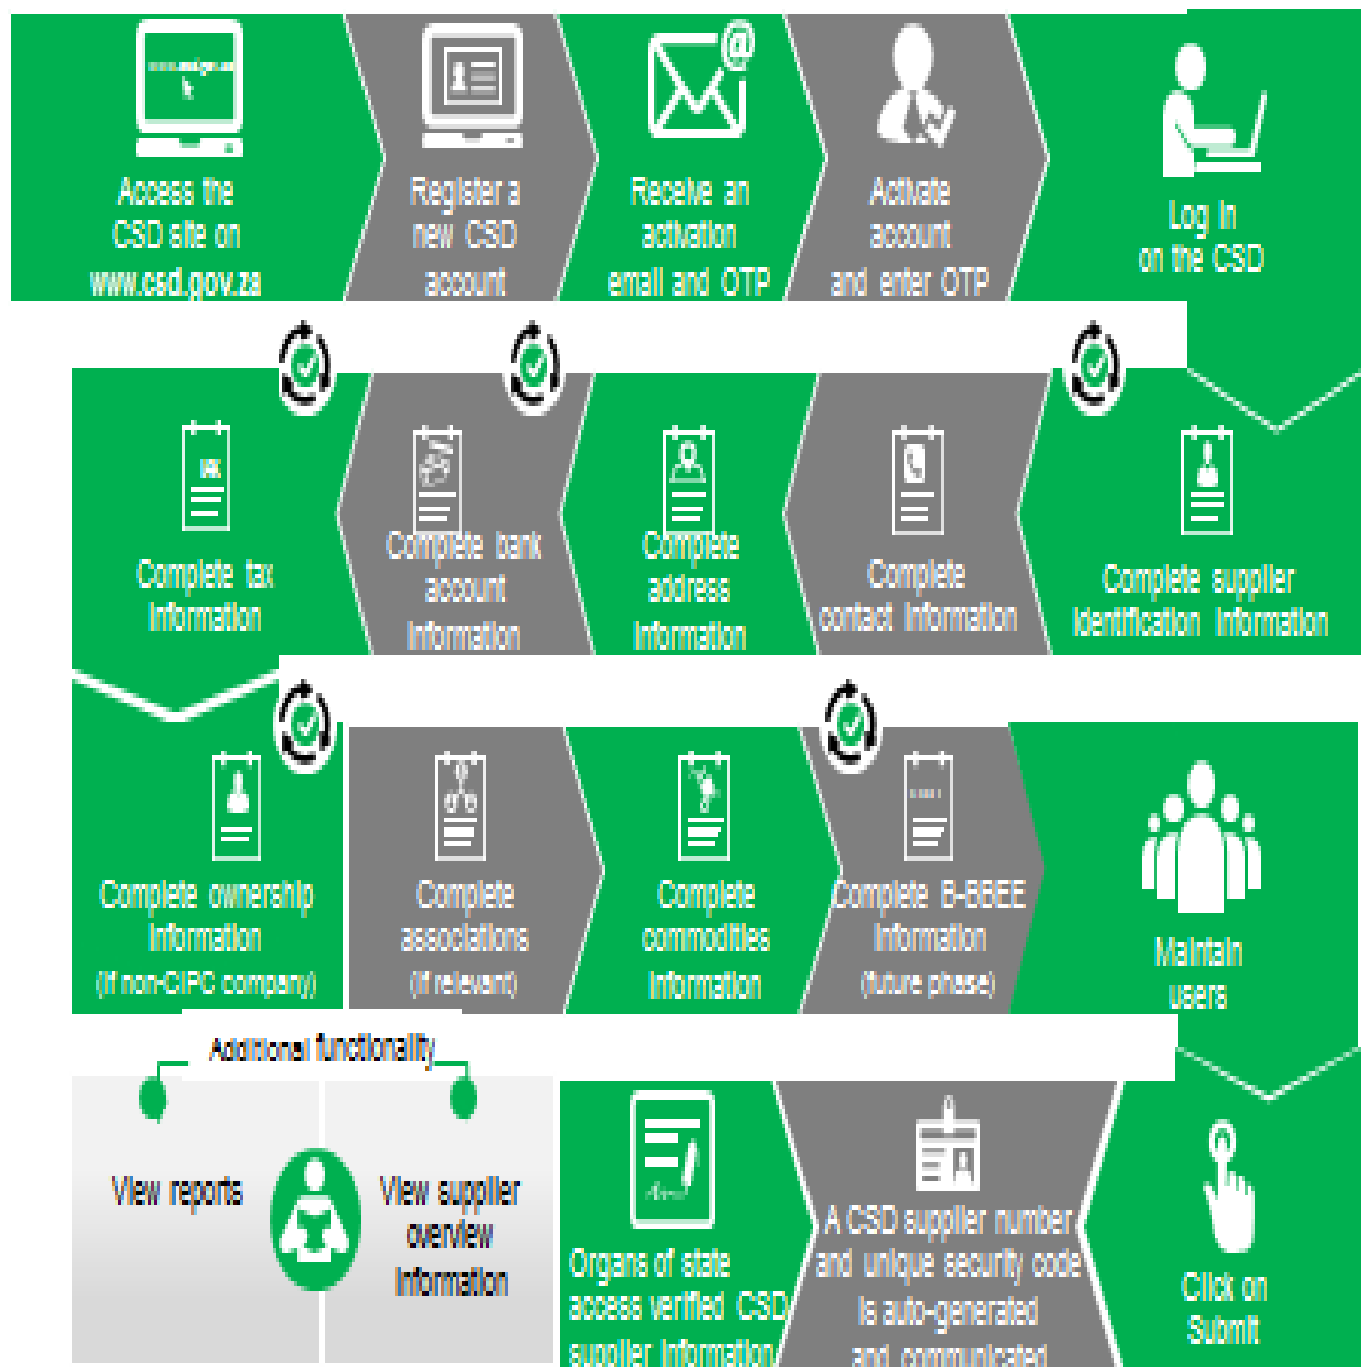 Access the
CSD site on
www.csd.gov.za
Register a
new CSD
account
Receive an
activation
email and OTP
Activate
account
and enter OTP
Log in
on the CSD
Complete supplier
identification information
Complete
contact information
Complete
address
information
Complete bank
account
information
Complete tax
information
Complete ownership
information
(if non-CIPC company)
Complete
associations
(if relevant)
Complete
commodities
information
Complete B-BBEE
information
(future phase)
Maintain
users
Click on
Submit
A CSD supplier number
and unique security code
is auto-generated
and communicated
Organs of state
access verified CSD
supplier information
Additional functionality
View reports
View supplier
overview
information